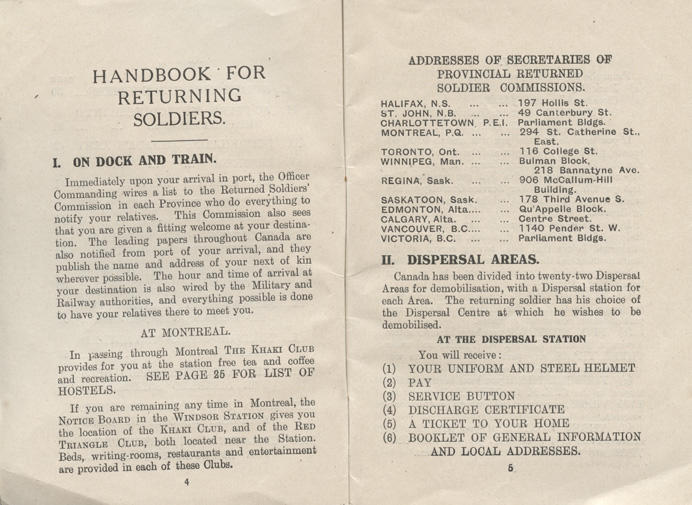 HANDBOOK FOR
RETURNING
SOLDIERS.
I. ON DOCK AND TRAIN.
Immediately upon your arrival in port, the Officer
Commanding wires a list to the Returned Soldiers'
Commission in each Province who do everything to
notify your relatives. This Commission also sees
that you are given a fitting welcome at your destina-
tion. The leading papers throughout Canada are
also notified from port of your arrival, and they
publish the name and address of your next of kin
wherever possible. The hour and time of arrival at
your destination is also wired by the Military and
Railway authorities, and everything possible is done
to have your relatives there to meet you.
AT MONTREAL.
In passing through Montreal THE KHAKI CLUB
provides for you at the station free tea and coffee
and recreation. SEE PAGE 25 FOR LIST OF
HOSTELS.
If you are remaining any time in Montreal, the
NOTICE BOARD in the WINDSOR STATION gives you
the location of the KHAKI CLUB, and of the RED
TRIANGLE CLUB, both located near the Station.
Beds, writing-rooms, restaurants and entertainment
are provided in each of these Clubs.
4
ADDRESSES OF SECRETARIES OF
PROVINCIAL RETURNED
SOLDIER COMMISSIONS.
HALIFAX, N.S. ... ... 197 Hollis St.
ST. JOHN, N.B. ... ... 49 Canterbury St.
CHARLOTTETOWN, P.E.I. Parliament Bldgs.
MONTREAL, P.Q. ... ... 294 St. Catherine St.,
East.
TORONTO, Ont. ... ... 116 College St.
WINNIPEG, Man. ... ... Bulman Block,
218 Bannatyne Ave.
REGINA, Sask. ... ... 906 McCallum-Hill
Building.
SASKATOON, Sask. ... 178 Third Avenue S.
EDMONTON, Alta.... ... Qu'Appelle Block.
CALGARY, Alta. ... ... Centre Street.
VANCOUVER, B.C.... ... 1140 Pender St. W.
VICTORIA, B.C. ... ... Parliament Bldgs.
II. DISPERSAL AREAS.
Canada has been divided into twenty-two Dispersal
Areas for demobilisation, with a Dispersal station for
each Area. The returning soldier has his choice of
the Dispersal Centre at which he wishes to be
demobilised.
AT THE DISPERSAL STATION
You will receive:
(1) YOUR UNIFORM AND STEEL HELMET
(2) PAY
(3) SERVICE BUTTON
(4) DISCHARGE CERTIFICATE
(5) A TICKET TO YOUR HOME
(6) BOOKLET OF GENERAL INFORMATION
AND LOCAL ADDRESSES.
5